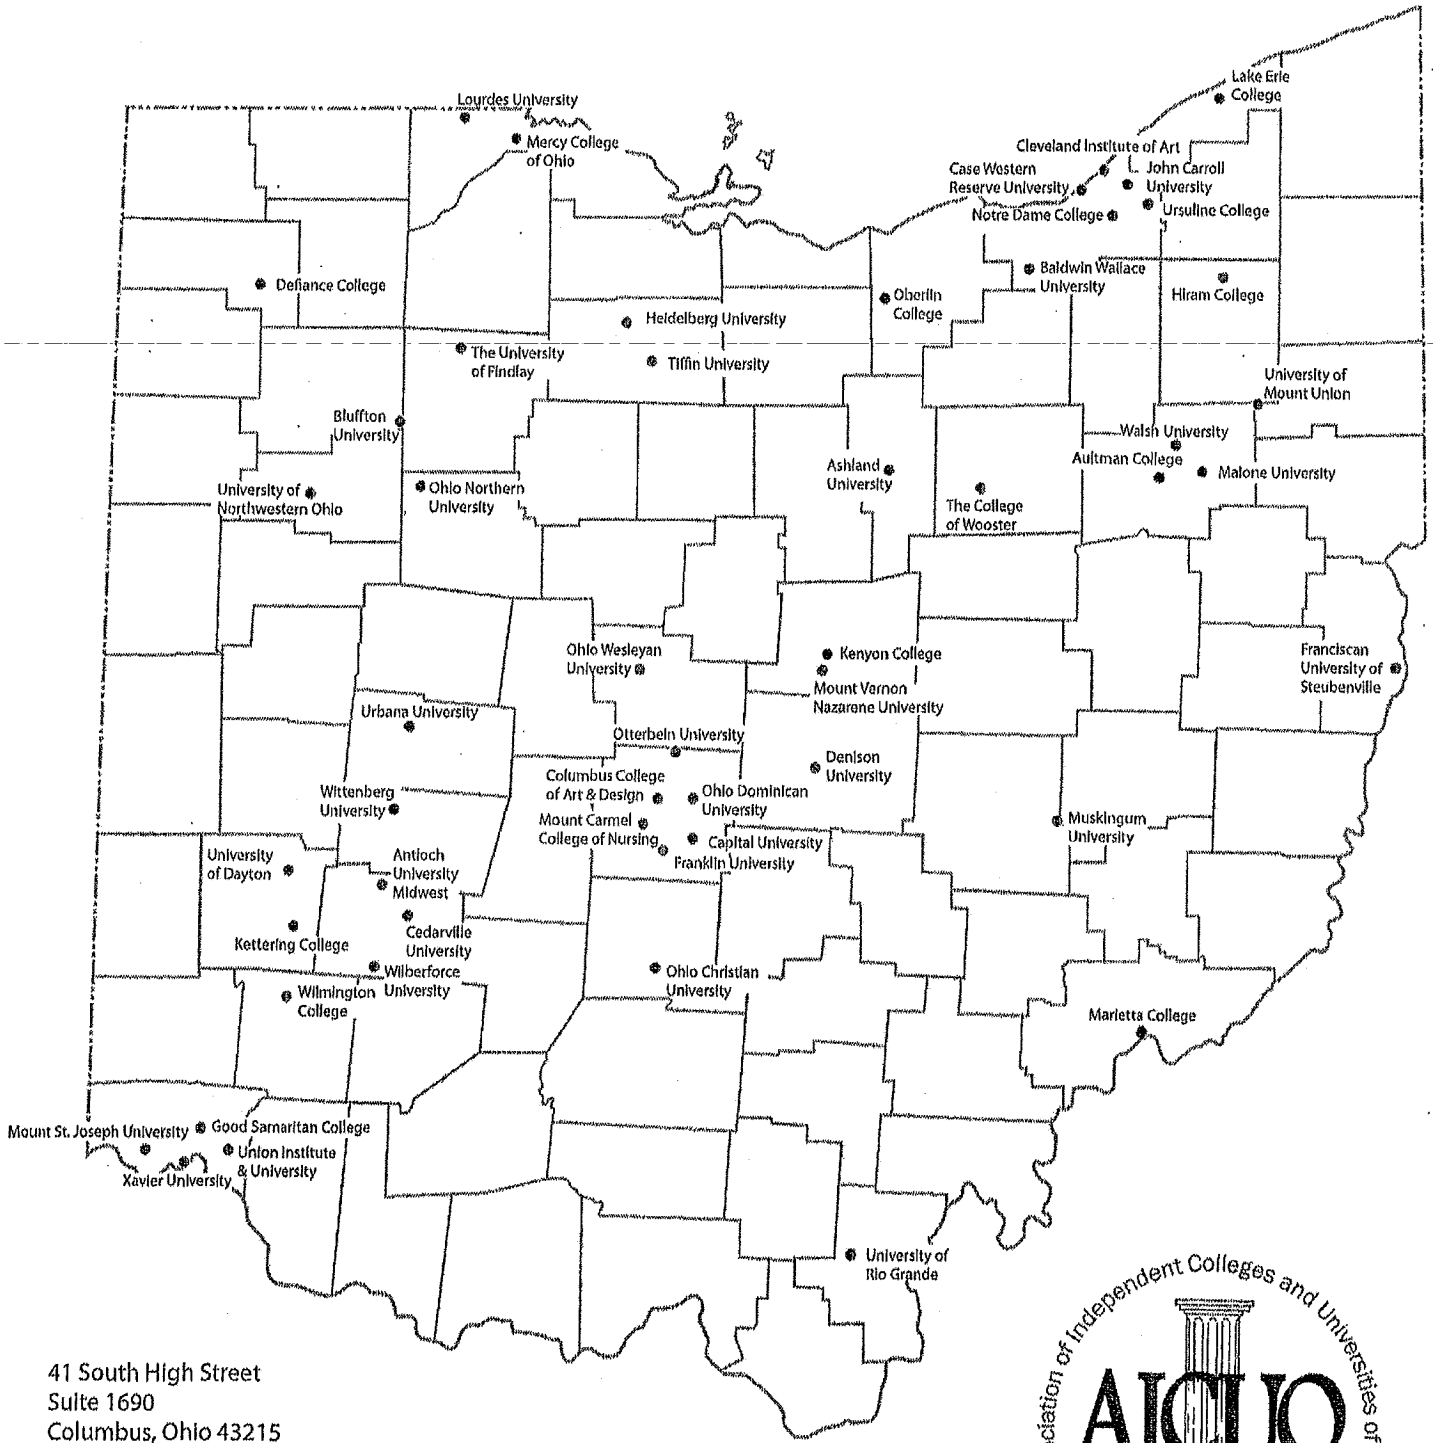 Lourdes University
Mercy College
of Ohio
Lake Erie
College
Cleveland Institute of Art
Case Western
Reserve University
John Carroll
University
Notre Dame College
Ursuline College
Defiance College
Baldwin Wallace
University
Hiram College
Oberlin
College
Heidelberg University
The University
of Findlay
Tiffin University
University of
Mount Union
Bluffton
University
Walsh University
Aultman College
Malone University
Ashland
University
University of
Northwestern Ohio
Ohio Northern
University
The College
of Wooster
Ohio Wesleyan
University
Kenyon College
Mount Vernon
Nazarene University
Franciscan
University of
Steubenville
Urbana University
Otterbein University
Denison
University
Columbus College
of Art & Design
Ohio Dominican
University
Wittenberg
University
Mount Carmel
College of Nursing
Capital University
Franklin University
Muskingum
University
University
of Dayton
Antioch
University
Midwest
Cedarville
University
Kettering College
Wilberforce
University
Ohio Christian
University
Wilmington
College
Marietta College
Mount St. Joseph University
Good Samaritan College
Union Institute
& University
Xavier University
University of
Rio Grande
41 South High Street
Suite 1690
Columbus, Ohio 43215
of Independent Colleges and Universities of
AICUO